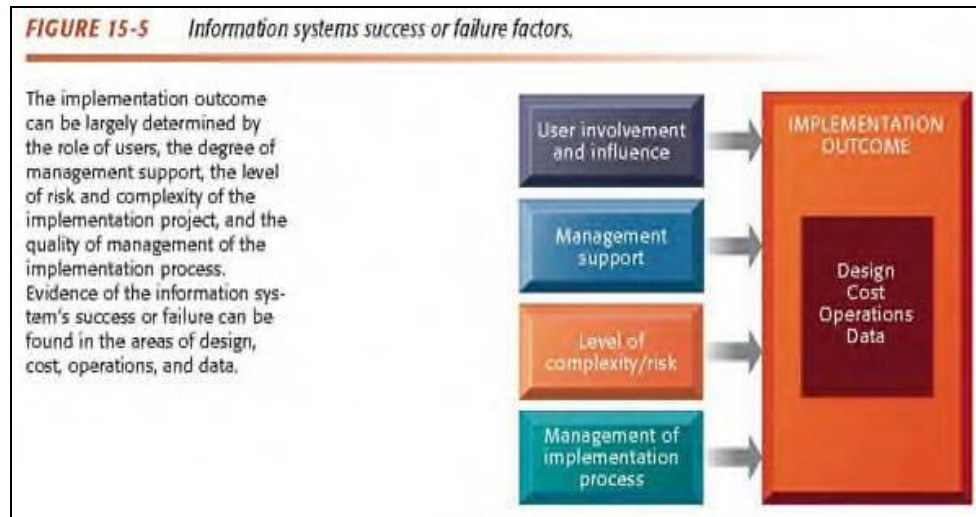 FIGURE 15-5 Information systems success or failure factors.
The implementation outcome
can be largely determined by
the role of users, the degree of
management support, the level
of risk and complexity of the
implementation project, and the
quality of management of the
implementation process.
Evidence of the information sys-
tem's success or failure can be
found in the areas of design,
cost, operations, and data.
User involvement
and influence
Management
support
Level of
complexity/risk
Management of
implementation
process
IMPLEMENTATION
OUTCOME
Design
Cost
Operations
Data